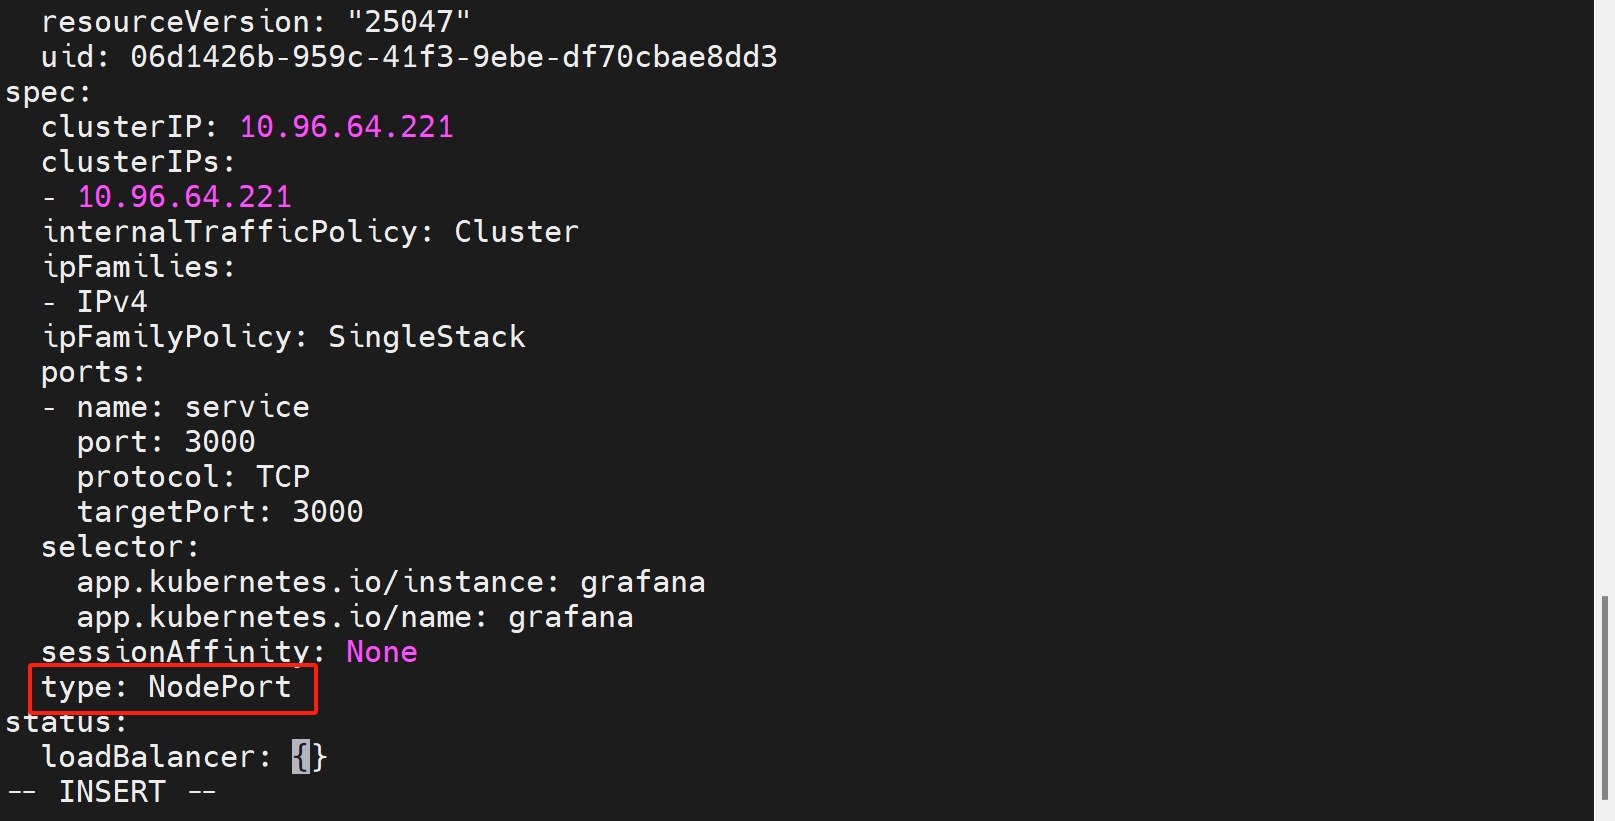 resourceVersion: "25047"
uid: 06d1426b-959c-41f3-9ebe-df70cbae8dd3
spec:
clusterIP: 10.96.64.221
clusterIPs:
- 10.96.64.221
internalTrafficPolicy: Cluster
ipFamilies:
- IPv4
ipFamilyPolicy: SingleStack
ports:
- name: service
port: 3000
protocol: TCP
targetPort: 3000
selector:
app.kubernetes.io/instance: grafana
app.kubernetes.io/name: grafana
sessionAffinity: None
type: NodePort
status:
loadBalancer: {}
-- INSERT --